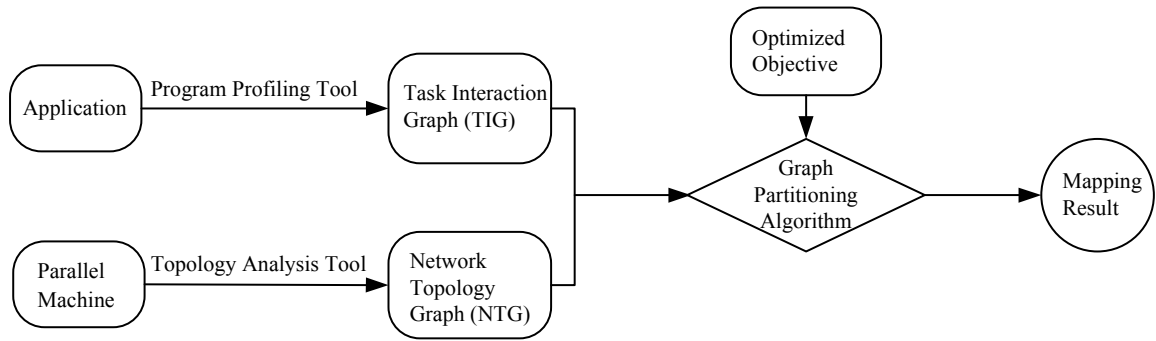 Application
Program Profiling Tool
Task Interaction
Graph (TIG)
Parallel
Machine
Topology Analysis Tool
Network
Topology
Graph (NTG)
Optimized
Objective
Graph
Partitioning
Algorithm
Mapping
Result